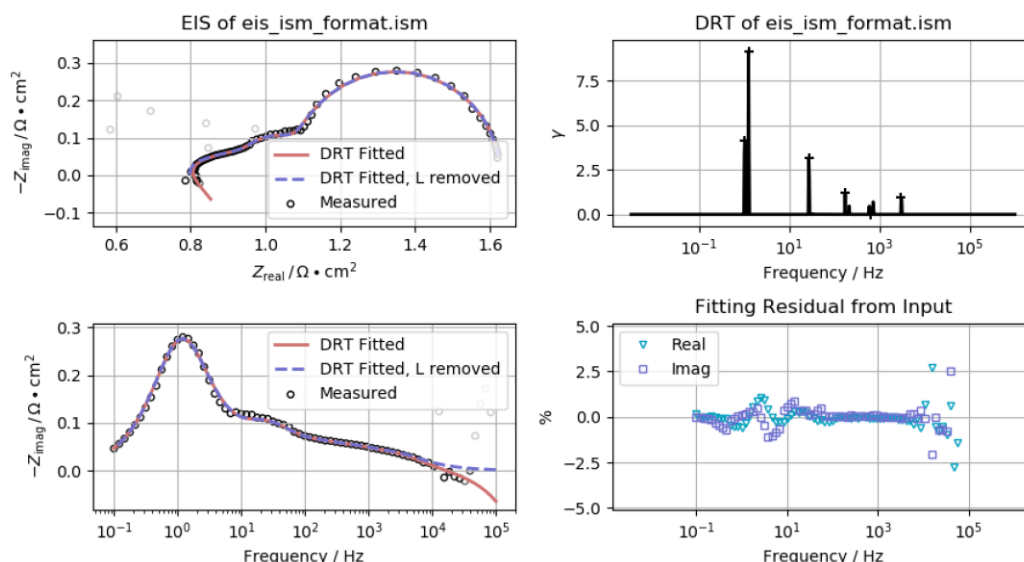 EIS of eis_ism_format.ism
0.3
0.2
0.1
0.0
−0.1
−Z_imag / Ω • cm²
DRT Fitted
DRT Fitted, L removed
Measured
0.6 0.8 1.0 1.2 1.4 1.6
Z_real / Ω • cm²
DRT of eis_ism_format.ism
7.5
5.0
2.5
0.0
γ
10⁻¹ 10¹ 10³ 10⁵
Frequency / Hz
0.3
0.2
0.1
0.0
−Z_imag / Ω • cm²
DRT Fitted
DRT Fitted, L removed
Measured
10⁻¹ 10⁰ 10¹ 10² 10³ 10⁴ 10⁵
Frequency / Hz
Fitting Residual from Input
5.0
2.5
0.0
−2.5
−5.0
%
Real
Imag
10⁻¹ 10¹ 10³ 10⁵
Frequency / Hz